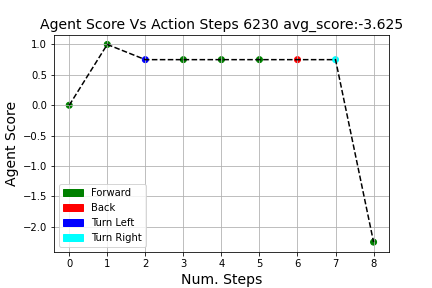 Agent Score Vs Action Steps 6230 avg_score:-3.625
1.0
0.5
0.0
−0.5
−1.0
−1.5
−2.0
Agent Score
Forward
Back
Turn Left
Turn Right
0 1 2 3 4 5 6 7 8
Num. Steps